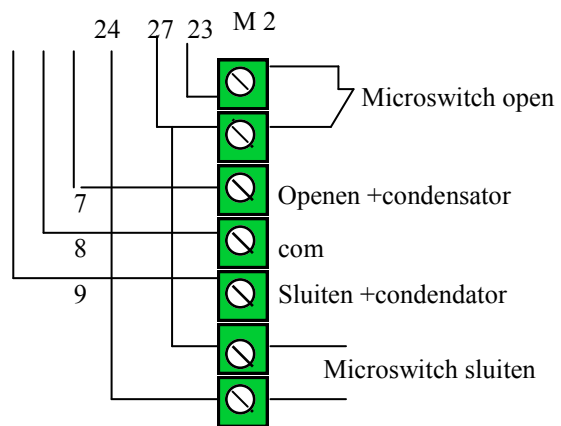 24 27 23 M 2
Microswitch open
7 Openen +condensator
8 com
9 Sluiten +condendator
Microswitch sluiten